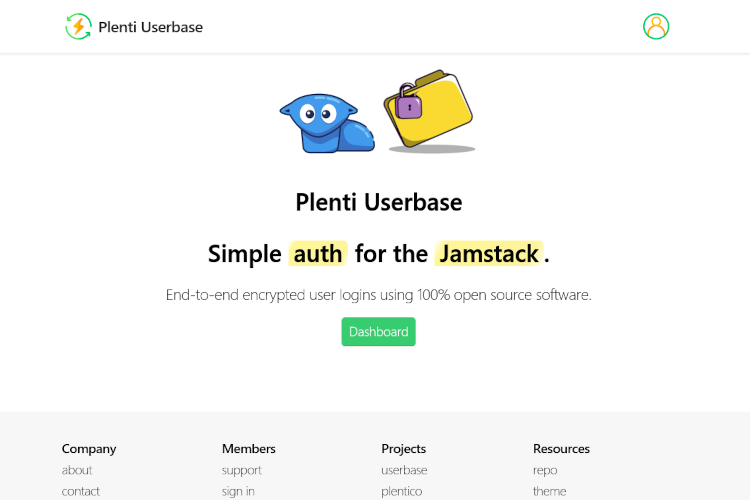 Plenti Userbase
Plenti Userbase
Simple auth for the Jamstack.
End-to-end encrypted user logins using 100% open source software.
Dashboard
Company Members Projects Resources
about support userbase repo
contact sign in plentico theme